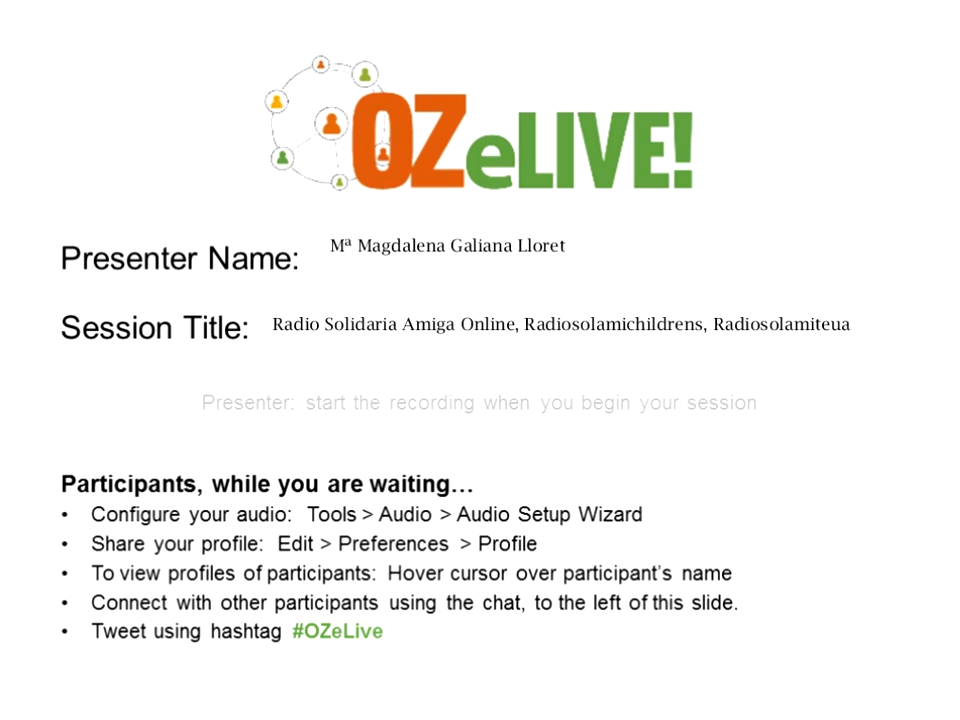 OZeLIVE!
Presenter Name: Mª Magdalena Galiana Lloret
Session Title: Radio Solidaria Amiga Online, Radiosolamichildrens, Radiosolamiteua
Presenter: start the recording when you begin your session
Participants, while you are waiting…
• Configure your audio: Tools > Audio > Audio Setup Wizard
• Share your profile: Edit > Preferences > Profile
• To view profiles of participants: Hover cursor over participant's name
• Connect with other participants using the chat, to the left of this slide.
• Tweet using hashtag #OZeLive